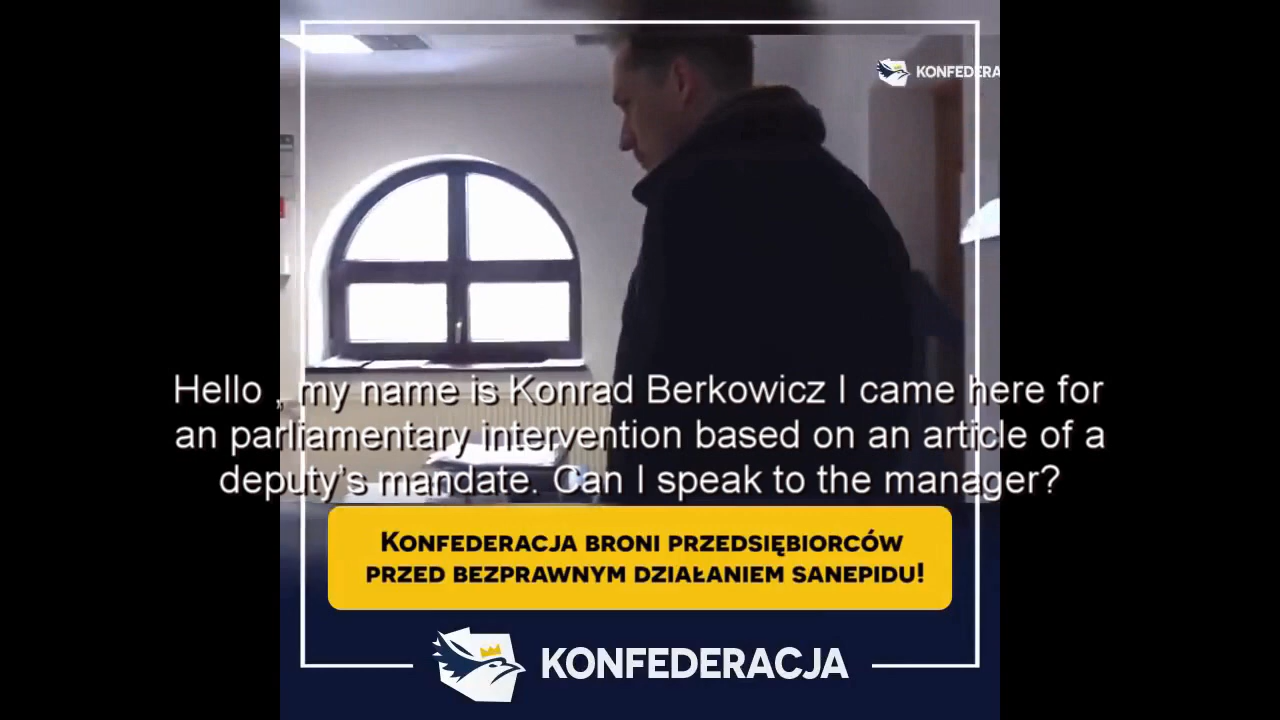 KONFEDERA
Hello , my name is Konrad Berkowicz I came here for
an parliamentary intervention based on an article of a
deputy's mandate. Can I speak to the manager?
KONFEDERACJA BRONI PRZEDSIĘBIORCÓW
PRZED BEZPRAWNYM DZIAŁANIEM SANEPIDU!
KONFEDERACJA